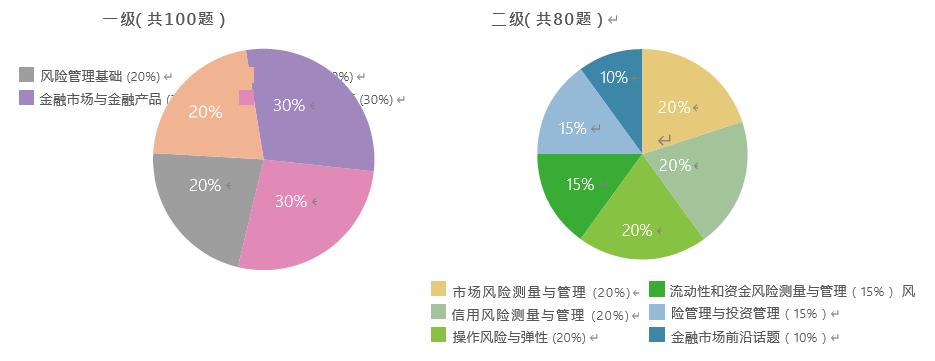 一级( 共100题 )
二级( 共80题 )
风险管理基础 (20%)
金融市场与金融产品
(30%)
20%
30%
20%
30%
10%
20%
15%
20%
15%
20%
市场风险测量与管理 (20%)
流动性和资金风险测量与管理 ( 15% ) 风
信用风险测量与管理 (20%)
险管理与投资管理 ( 15% )
操作风险与弹性 (20%)
金融市场前沿话题 ( 10% )